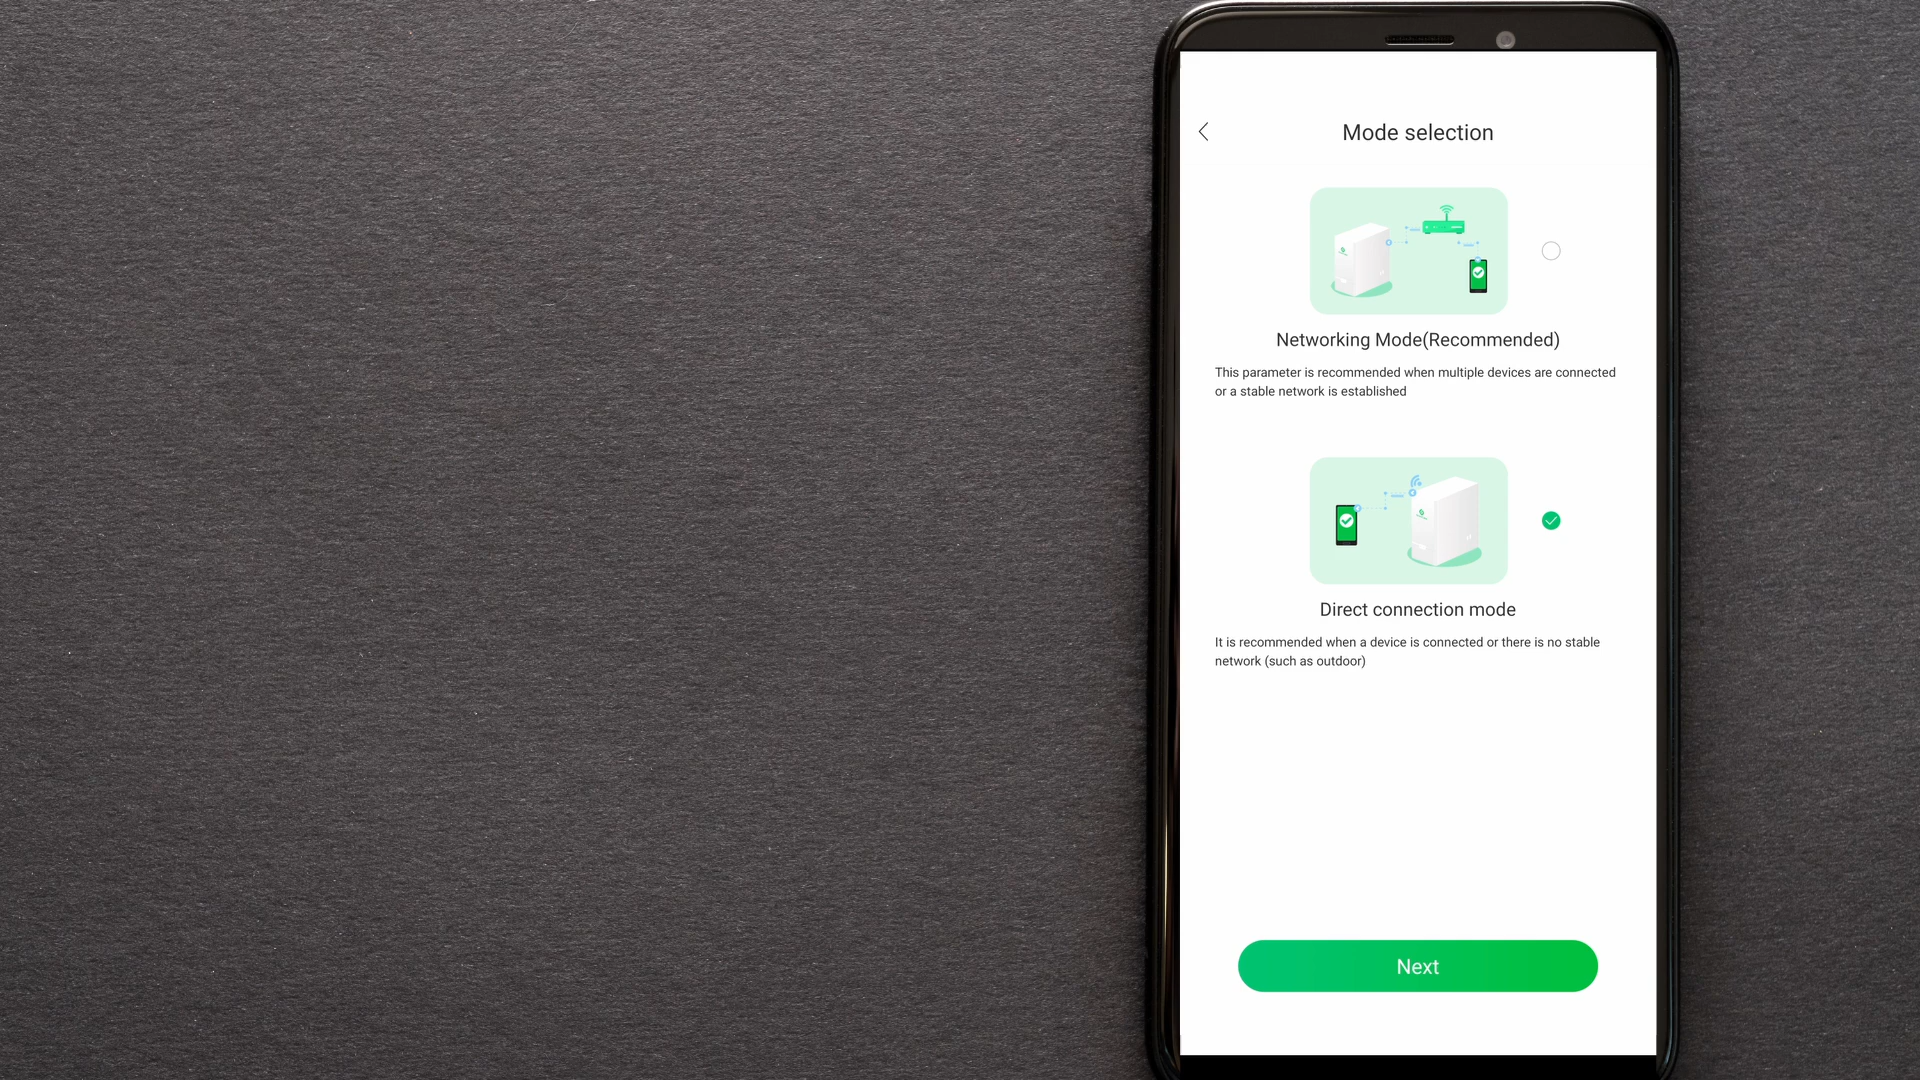 Mode selection
Networking Mode(Recommended)
This parameter is recommended when multiple devices are connected
or a stable network is established
Direct connection mode
It is recommended when a device is connected or there is no stable
network (such as outdoor)
Next